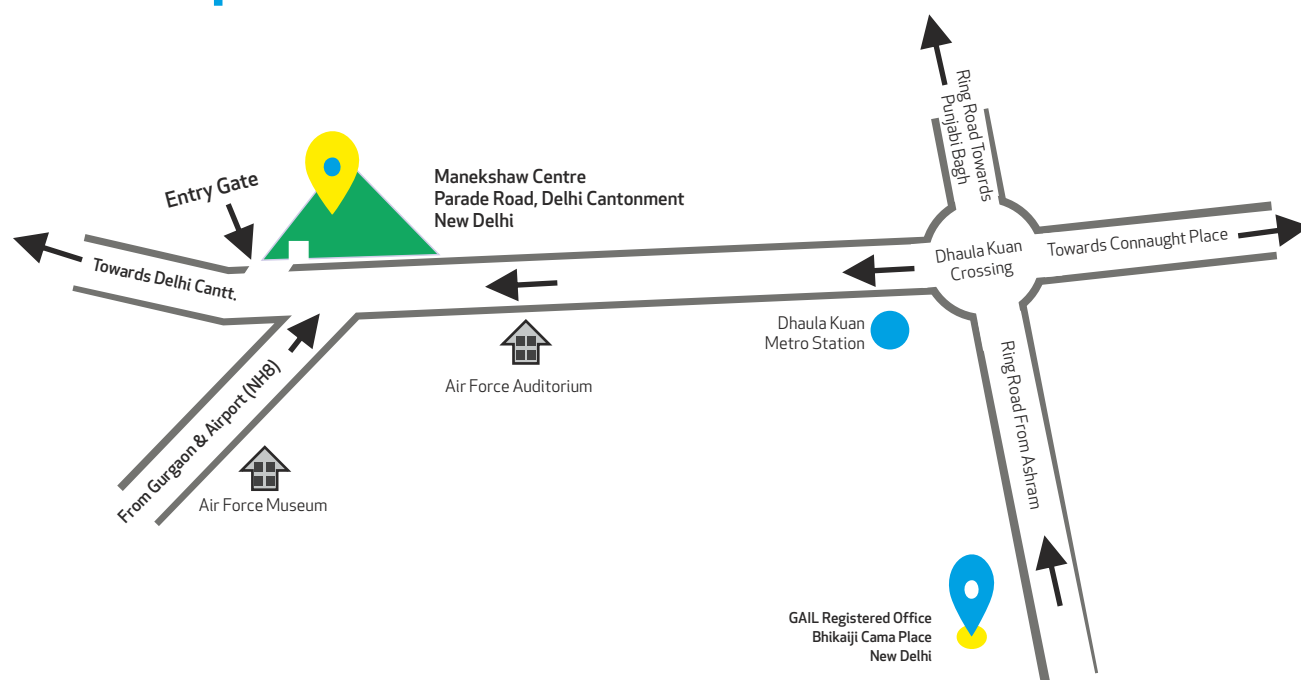 Ring Road Towards
Punjabi Bagh
Entry Gate
Manekshaw Centre
Parade Road, Delhi Cantonment
New Delhi
Towards Delhi Cantt.
Dhaula Kuan
Crossing
Towards Connaught Place
Dhaula Kuan
Metro Station
Air Force Auditorium
From Gurgaon & Airport (NH8)
Ring Road From Ashram
Air Force Museum
GAIL Registered Office
Bhikaiji Cama Place
New Delhi